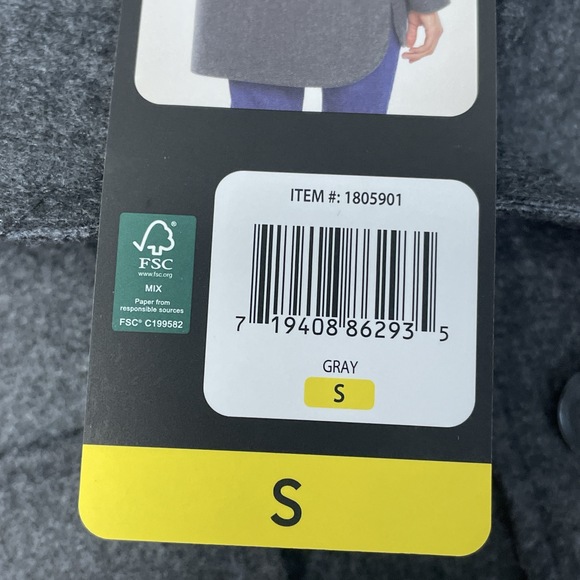 ITEM #: 1805901
7 19408 86293 5
GRAY
S
FSC®
www.fsc.org
MIX
Paper from
responsible sources
FSC® C199582
S